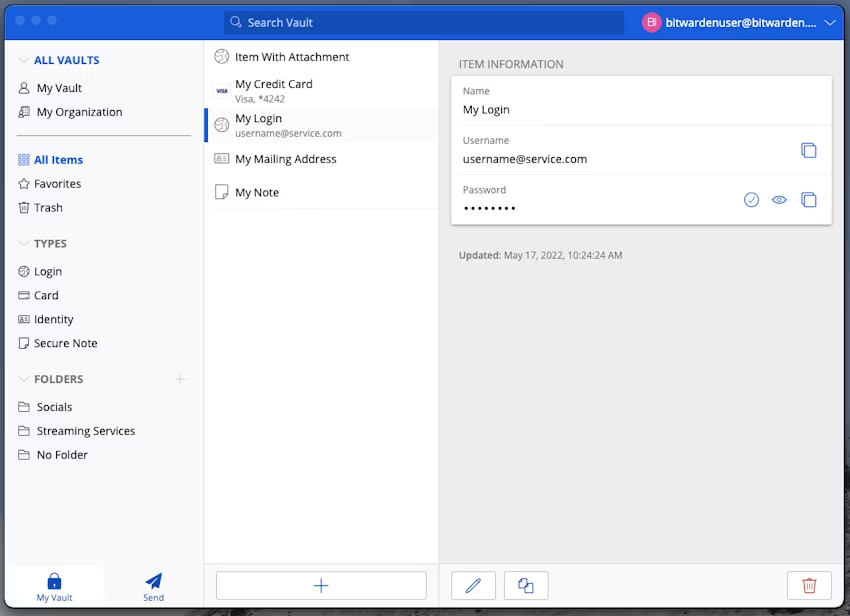 Search Vault
BI
bitwardenuser@bitwarden....
ALL VAULTS
My Vault
My Organization
All Items
Favorites
Trash
TYPES
Login
Card
Identity
Secure Note
FOLDERS
Socials
Streaming Services
No Folder
My Vault
Send
Item With Attachment
VISA
My Credit Card
Visa, *4242
My Login
username@service.com
My Mailing Address
My Note
ITEM INFORMATION
Name
My Login
Username
username@service.com
Password
••••••••
Updated: May 17, 2022, 10:24:24 AM